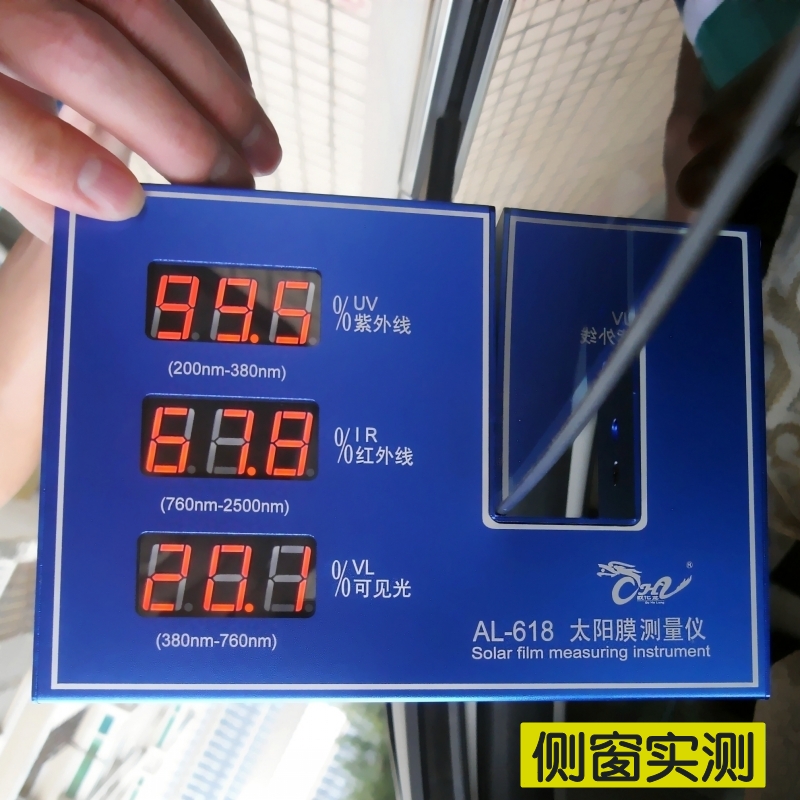 99.5
%UV
紫外线
(200nm-380nm)
67.8
%IR
红外线
(760nm-2500nm)
20.1
%VL
可见光
(380nm-760nm)
AL-618 太阳膜测量仪
Solar film measuring instrument
侧窗实测